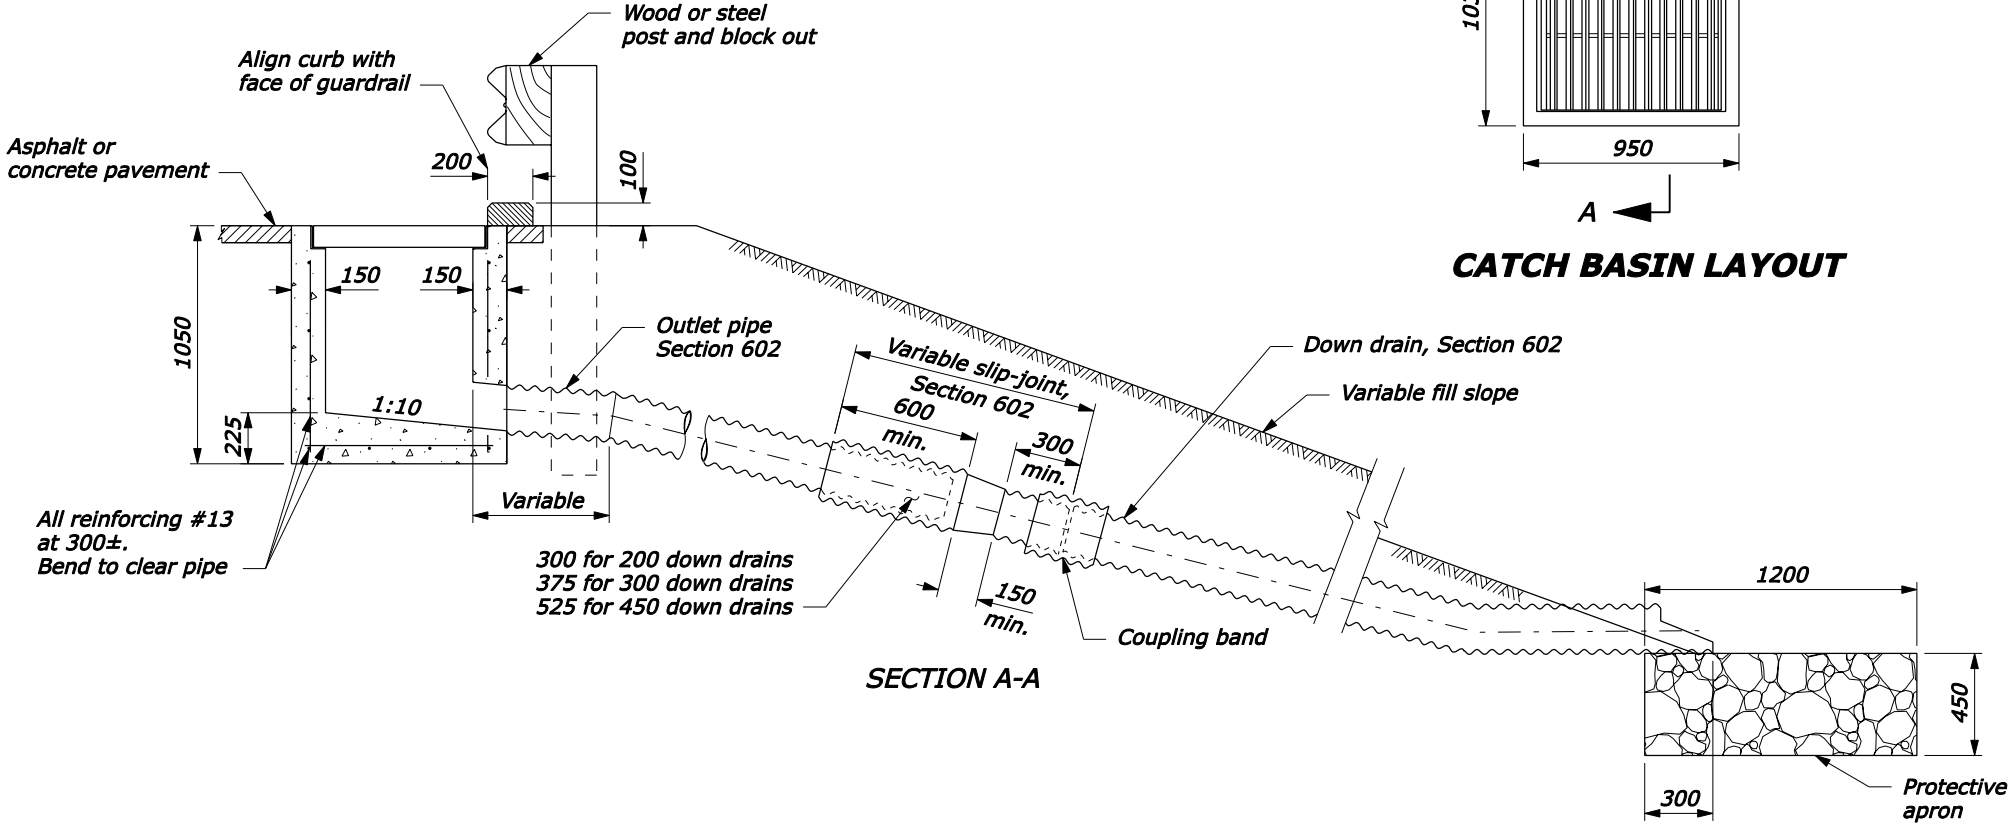 Wood or steel
post and block out
Align curb with
face of guardrail
Asphalt or
concrete pavement
200
100
950
A
CATCH BASIN LAYOUT
150
150
1050
Outlet pipe
Section 602
Variable slip-joint,
Section 602
Down drain, Section 602
Variable fill slope
1:10
225
600
min.
300
min.
Variable
All reinforcing #13
at 300±.
Bend to clear pipe
300 for 200 down drains
375 for 300 down drains
525 for 450 down drains
150
min.
Coupling band
SECTION A-A
1200
450
300
Protective
apron